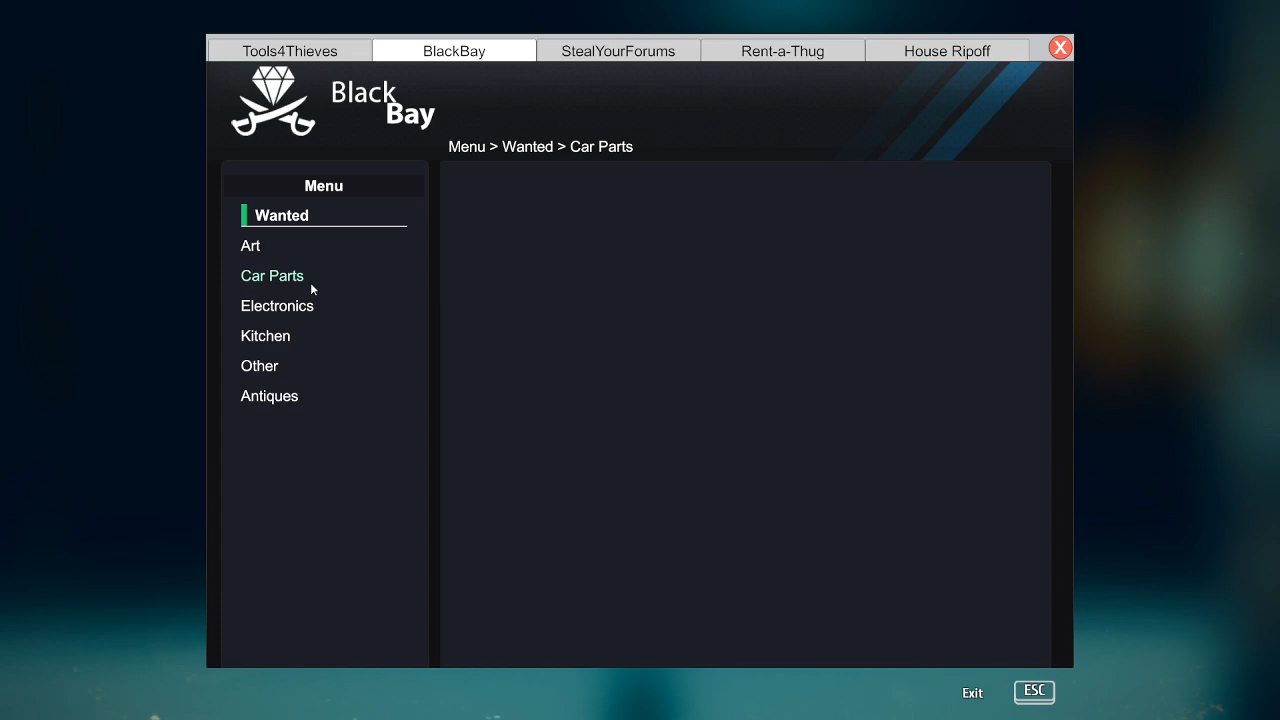 Tools4Thieves
BlackBay
StealYourForums
Rent-a-Thug
House Ripoff
X
Black
Bay
Menu > Wanted > Car Parts
Menu
Wanted
Art
Car Parts
Electronics
Kitchen
Other
Antiques
Exit
ESC